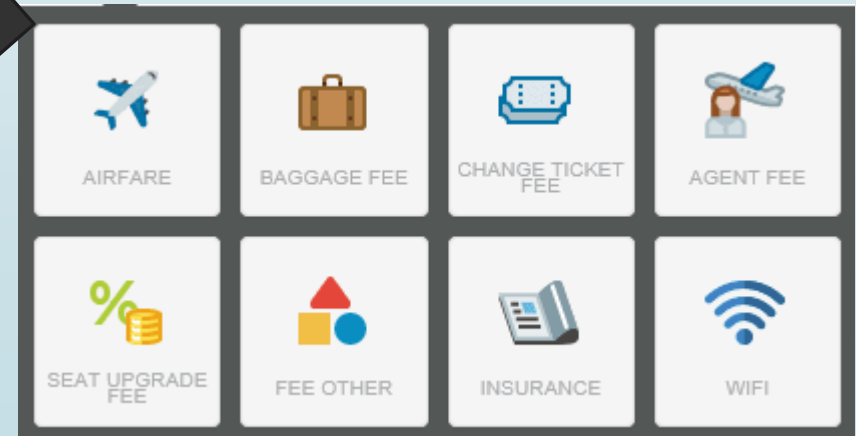 AIRFARE
BAGGAGE FEE
CHANGE TICKET
FEE
AGENT FEE
%
SEAT UPGRADE
FEE
FEE OTHER
INSURANCE
WIFI